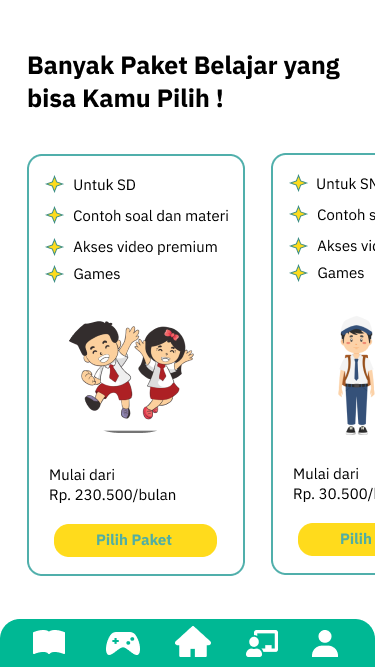 Banyak Paket Belajar yang
bisa Kamu Pilih !
Untuk SD
Contoh soal dan materi
Akses video premium
Games
Mulai dari
Rp. 230.500/bulan
Pilih Paket
Untuk
Contoh
Akses
Games
Mulai dari
Rp. 30.500/
Pilih